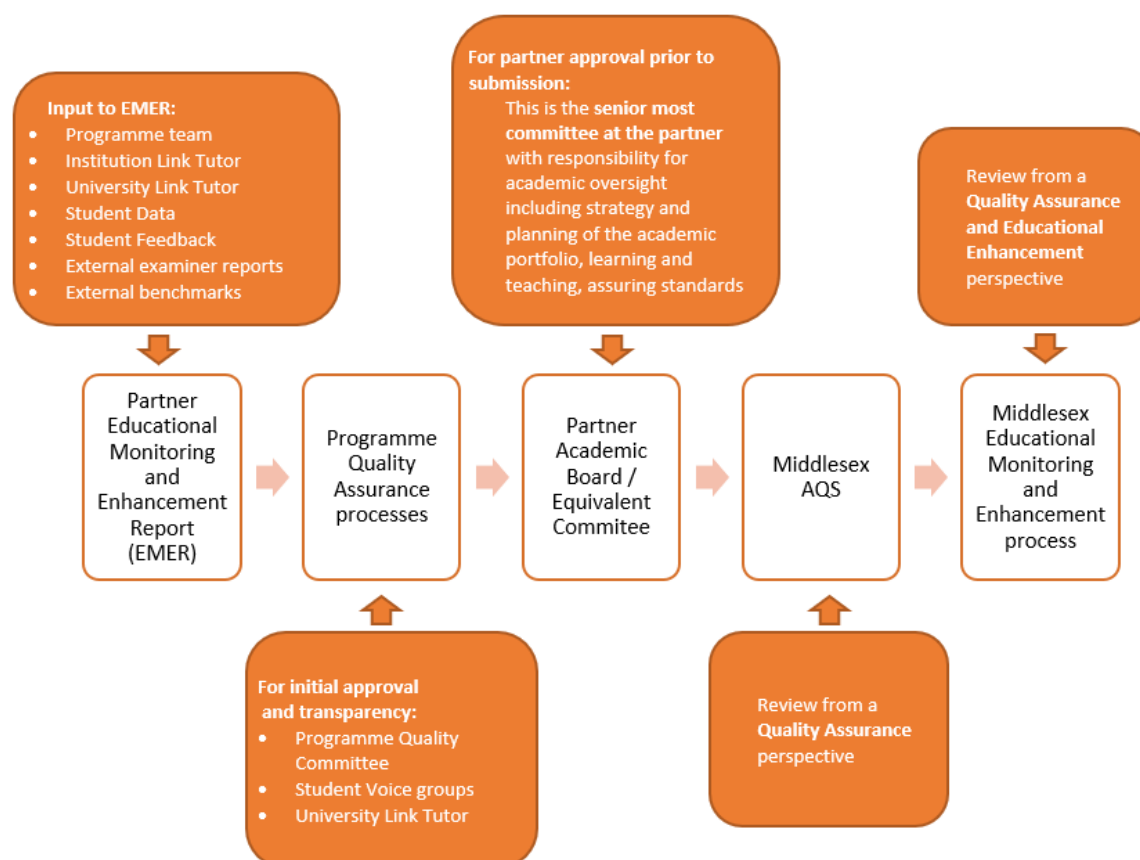 Input to EMER:
• Programme team
• Institution Link Tutor
• University Link Tutor
• Student Data
• Student Feedback
• External examiner reports
• External benchmarks
For partner approval prior to
submission:
This is the senior most
committee at the partner
with responsibility for
academic oversight
including strategy and
planning of the academic
portfolio, learning and
teaching, assuring standards
Review from a
Quality Assurance
and Educational
Enhancement
perspective
Partner
Educational
Monitoring
and
Enhancement
Report
(EMER)
Programme
Quality
Assurance
processes
Partner
Academic
Board /
Equivalent
Commitee
Middlesex
AQS
Middlesex
Educational
Monitoring
and
Enhancement
process
For initial approval
and transparency:
• Programme Quality
Committee
• Student Voice groups
• University Link Tutor
Review from a
Quality Assurance
perspective